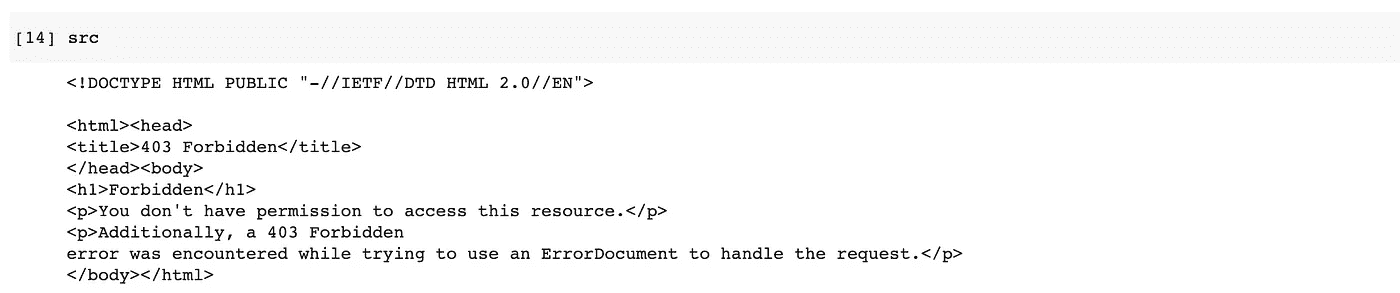 [14] src
<!DOCTYPE HTML PUBLIC "-//IETF//DTD HTML 2.0//EN">
<html><head>
<title>403 Forbidden</title>
</head><body>
<h1>Forbidden</h1>
<p>You don't have permission to access this resource.</p>
<p>Additionally, a 403 Forbidden
error was encountered while trying to use an ErrorDocument to handle the request.</p>
</body></html>